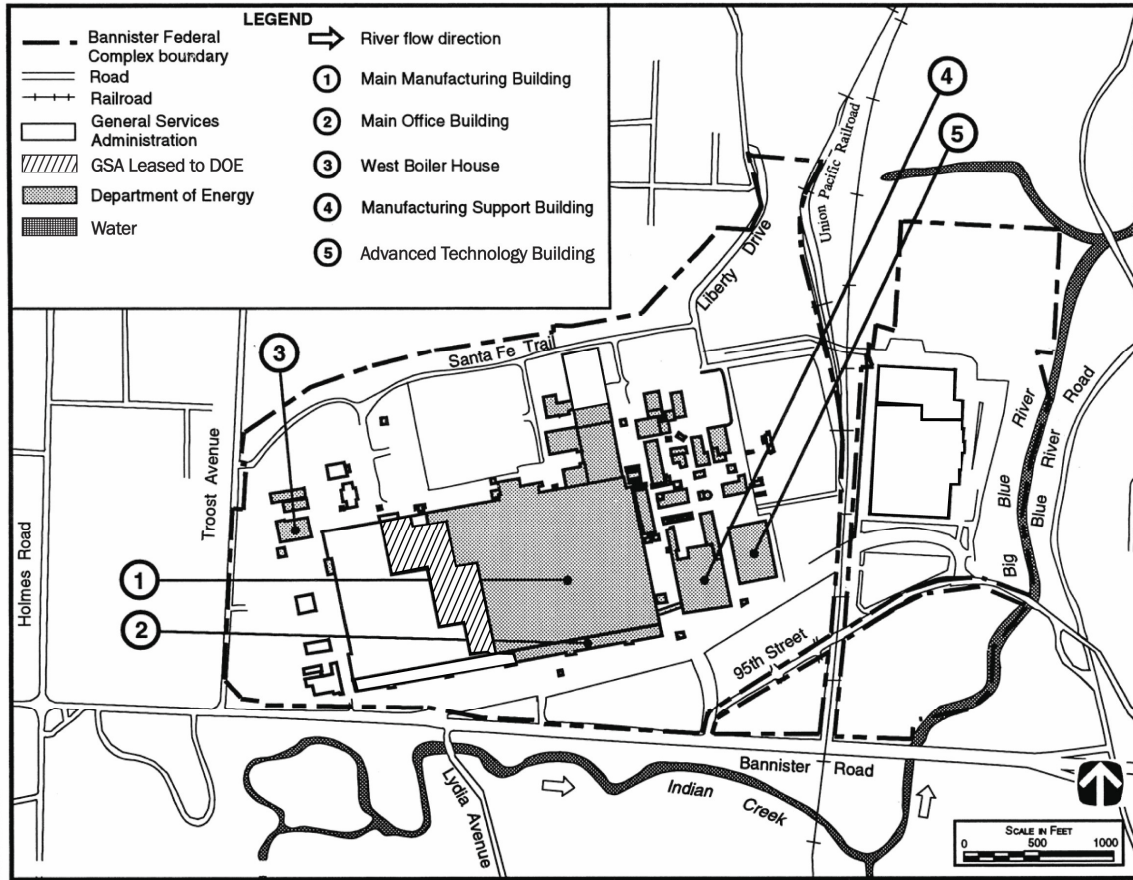 LEGEND
Bannister Federal
Complex boundary
Road
Railroad
General Services
Administration
GSA Leased to DOE
Department of Energy
Water
River flow direction
1 Main Manufacturing Building
2 Main Office Building
3 West Boiler House
4 Manufacturing Support Building
5 Advanced Technology Building
4
5
Union Pacific Railroad
Liberty Drive
Santa Fe Trail
3
Troost Avenue
Holmes Road
Big Blue River
Blue River Road
1
2
95th Street
Bannister Road
Lydia Avenue
Indian Creek
SCALE IN FEET
0 500 1000